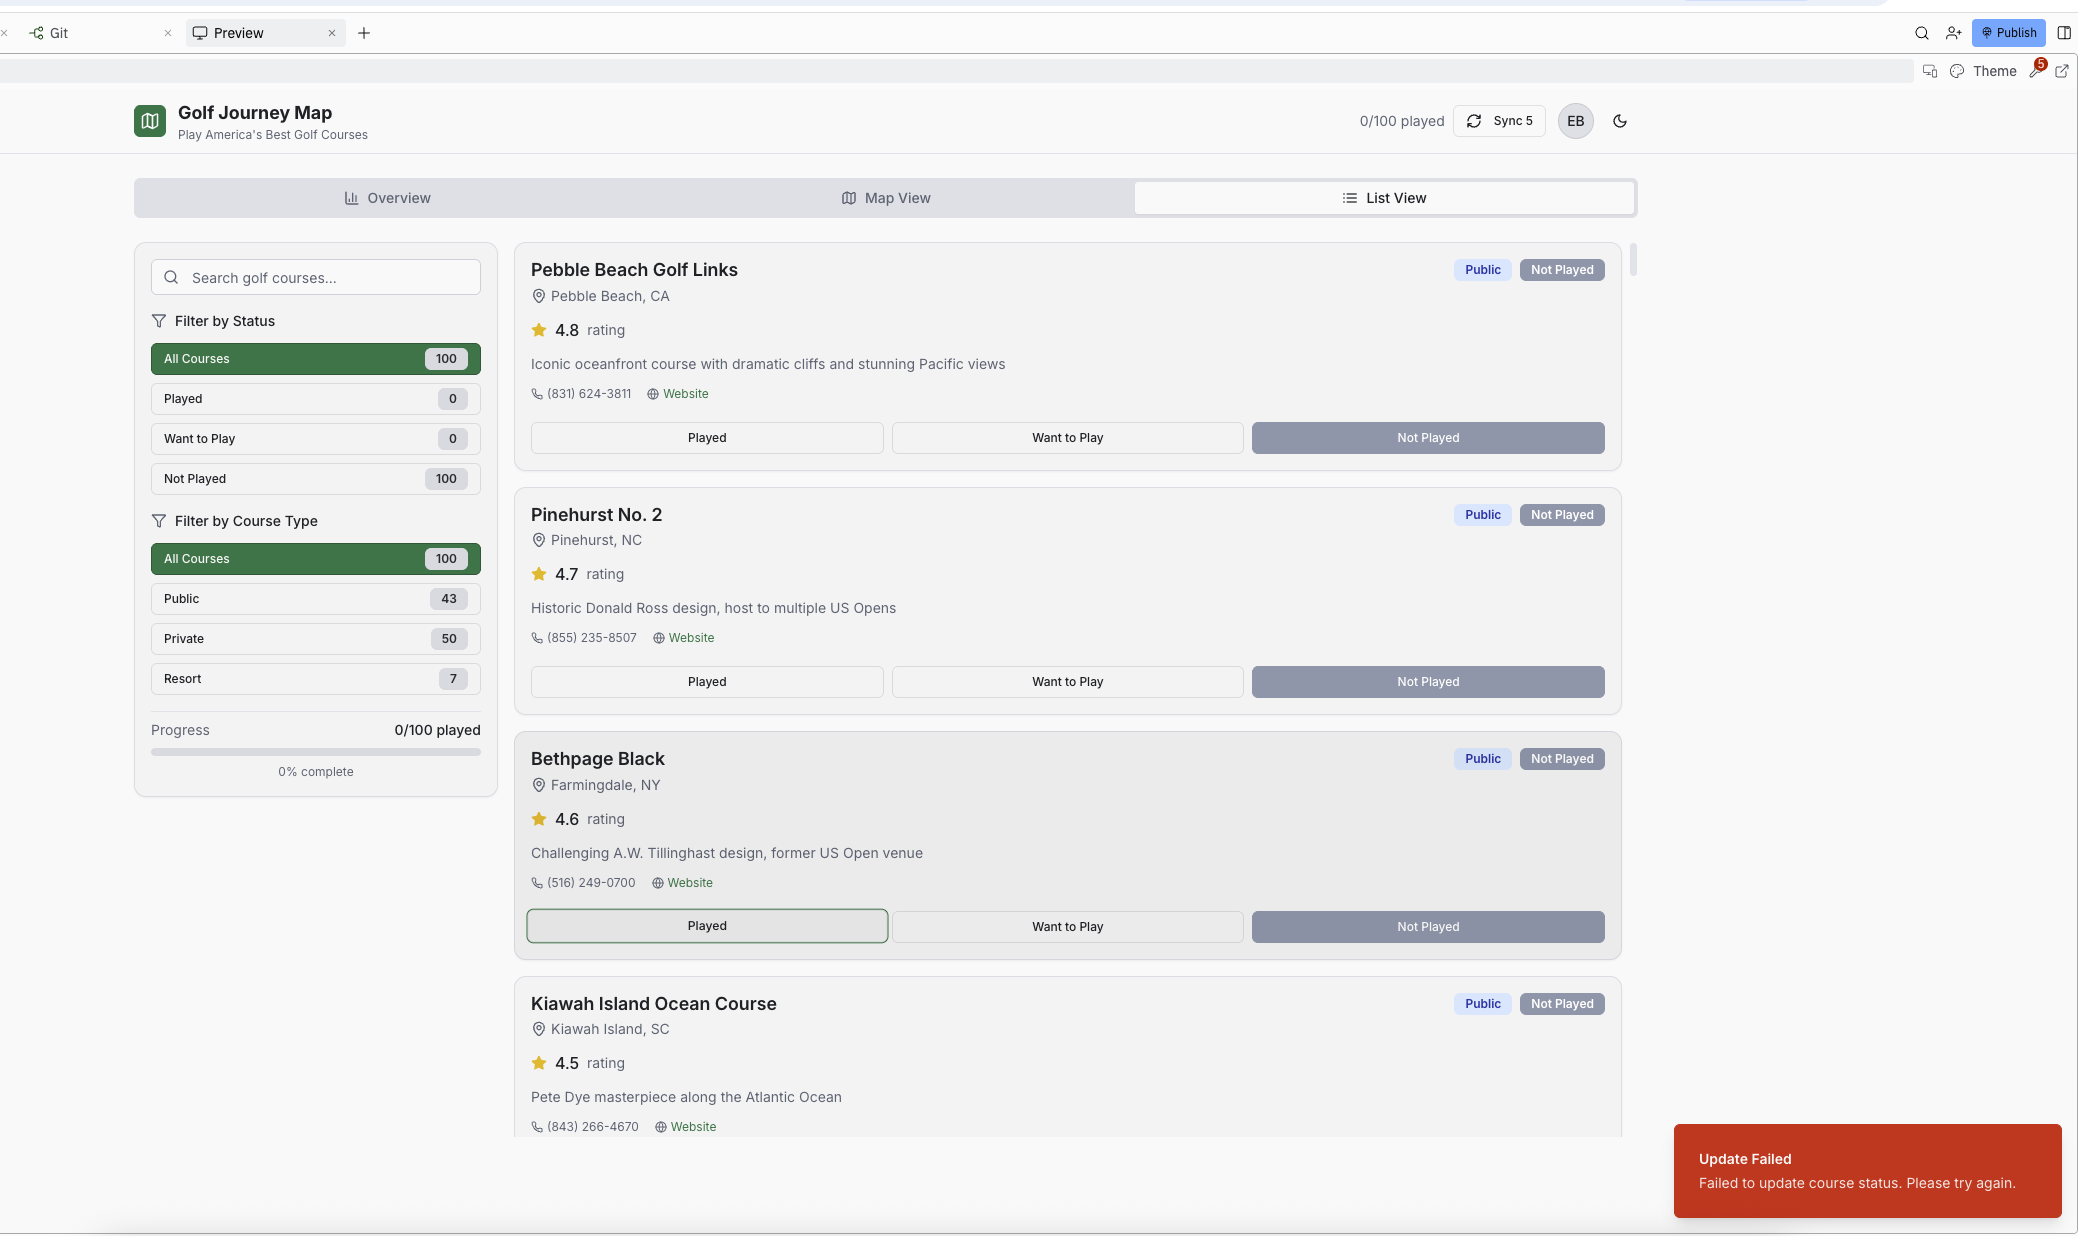 Git
Preview
Publish
Theme
5
Golf Journey Map
Play America's Best Golf Courses
0/100 played
Sync 5
EB
Overview
Map View
List View
Search golf courses...
Filter by Status
All Courses 100
Played 0
Want to Play 0
Not Played 100
Filter by Course Type
All Courses 100
Public 43
Private 50
Resort 7
Progress 0/100 played
0% complete
Pebble Beach Golf Links
Public
Not Played
Pebble Beach, CA
4.8 rating
Iconic oceanfront course with dramatic cliffs and stunning Pacific views
(831) 624-3811 Website
Played
Want to Play
Not Played
Pinehurst No. 2
Public
Not Played
Pinehurst, NC
4.7 rating
Historic Donald Ross design, host to multiple US Opens
(855) 235-8507 Website
Played
Want to Play
Not Played
Bethpage Black
Public
Not Played
Farmingdale, NY
4.6 rating
Challenging A.W. Tillinghast design, former US Open venue
(516) 249-0700 Website
Played
Want to Play
Not Played
Kiawah Island Ocean Course
Public
Not Played
Kiawah Island, SC
4.5 rating
Pete Dye masterpiece along the Atlantic Ocean
(843) 266-4670 Website
Update Failed
Failed to update course status. Please try again.